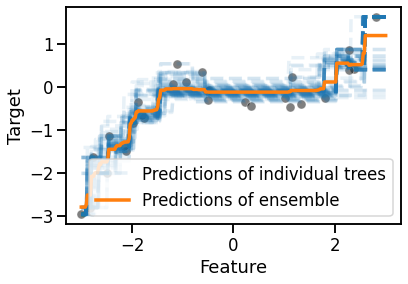 1
0
−1
−2
−3
Target
Predictions of individual trees
Predictions of ensemble
−2
0
2
Feature